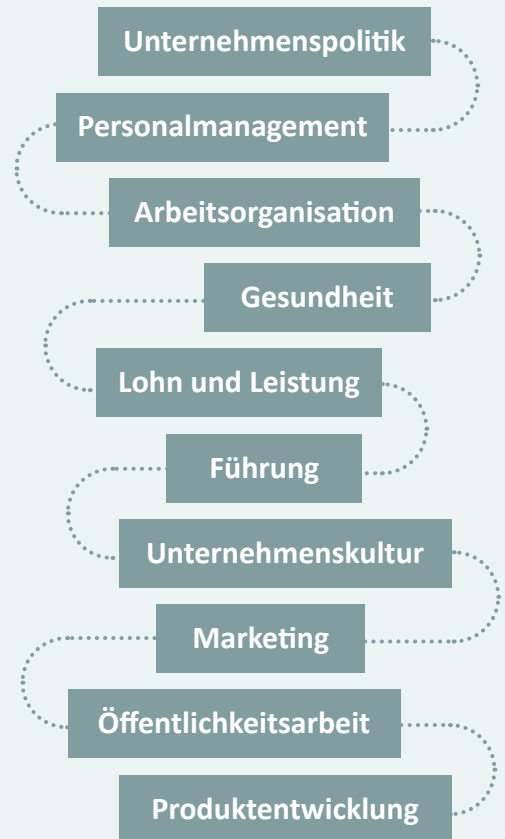 Unternehmenspolitik
Personalmanagement
Arbeitsorganisation
Gesundheit
Lohn und Leistung
Führung
Unternehmenskultur
Marketing
Öffentlichkeitsarbeit
Produktentwicklung